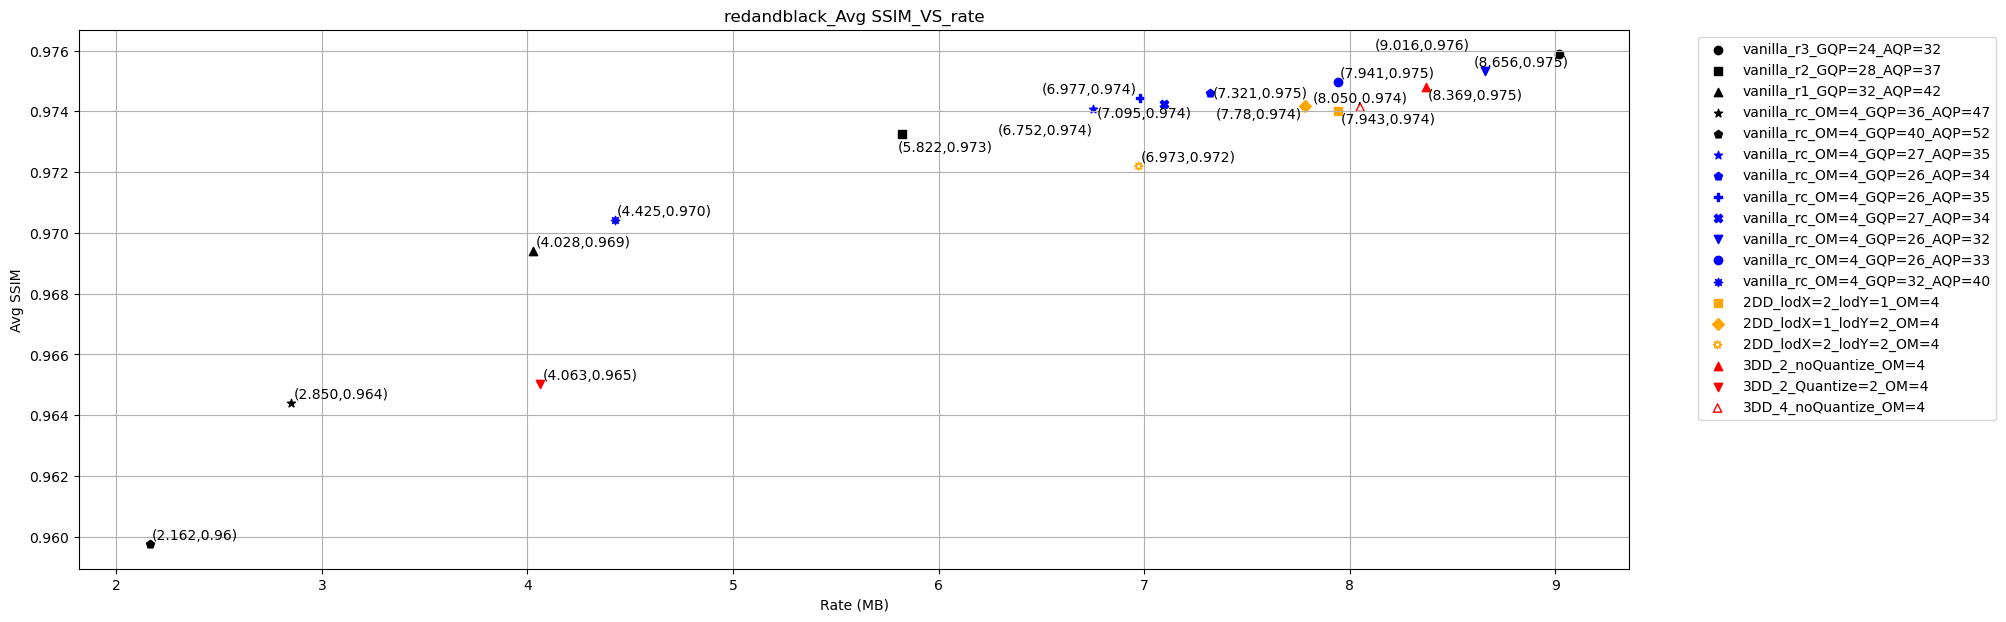 redandblack_Avg SSIM_VS_rate
Avg SSIM
0.976
0.974
0.972
0.970
0.968
0.966
0.964
0.962
0.960
(9.016,0.976)
(8.656,0.975)
(7.941,0.975)
(6.977,0.974)
(7.321,0.975)
(8.050,0.974)
(8.369,0.975)
(7.095,0.974)
(7.78,0.974)
(7.943,0.974)
(6.752,0.974)
(5.822,0.973)
(6.973,0.972)
(4.425,0.970)
(4.028,0.969)
(4.063,0.965)
(2.850,0.964)
(2.162,0.96)
2 3 4 5 6 7 8 9
Rate (MB)
vanilla_r3_GQP=24_AQP=32
vanilla_r2_GQP=28_AQP=37
vanilla_r1_GQP=32_AQP=42
vanilla_rc_OM=4_GQP=36_AQP=47
vanilla_rc_OM=4_GQP=40_AQP=52
vanilla_rc_OM=4_GQP=27_AQP=35
vanilla_rc_OM=4_GQP=26_AQP=34
vanilla_rc_OM=4_GQP=26_AQP=35
vanilla_rc_OM=4_GQP=27_AQP=34
vanilla_rc_OM=4_GQP=26_AQP=32
vanilla_rc_OM=4_GQP=26_AQP=33
vanilla_rc_OM=4_GQP=32_AQP=40
2DD_lodX=2_lodY=1_OM=4
2DD_lodX=1_lodY=2_OM=4
2DD_lodX=2_lodY=2_OM=4
3DD_2_noQuantize_OM=4
3DD_2_Quantize=2_OM=4
3DD_4_noQuantize_OM=4